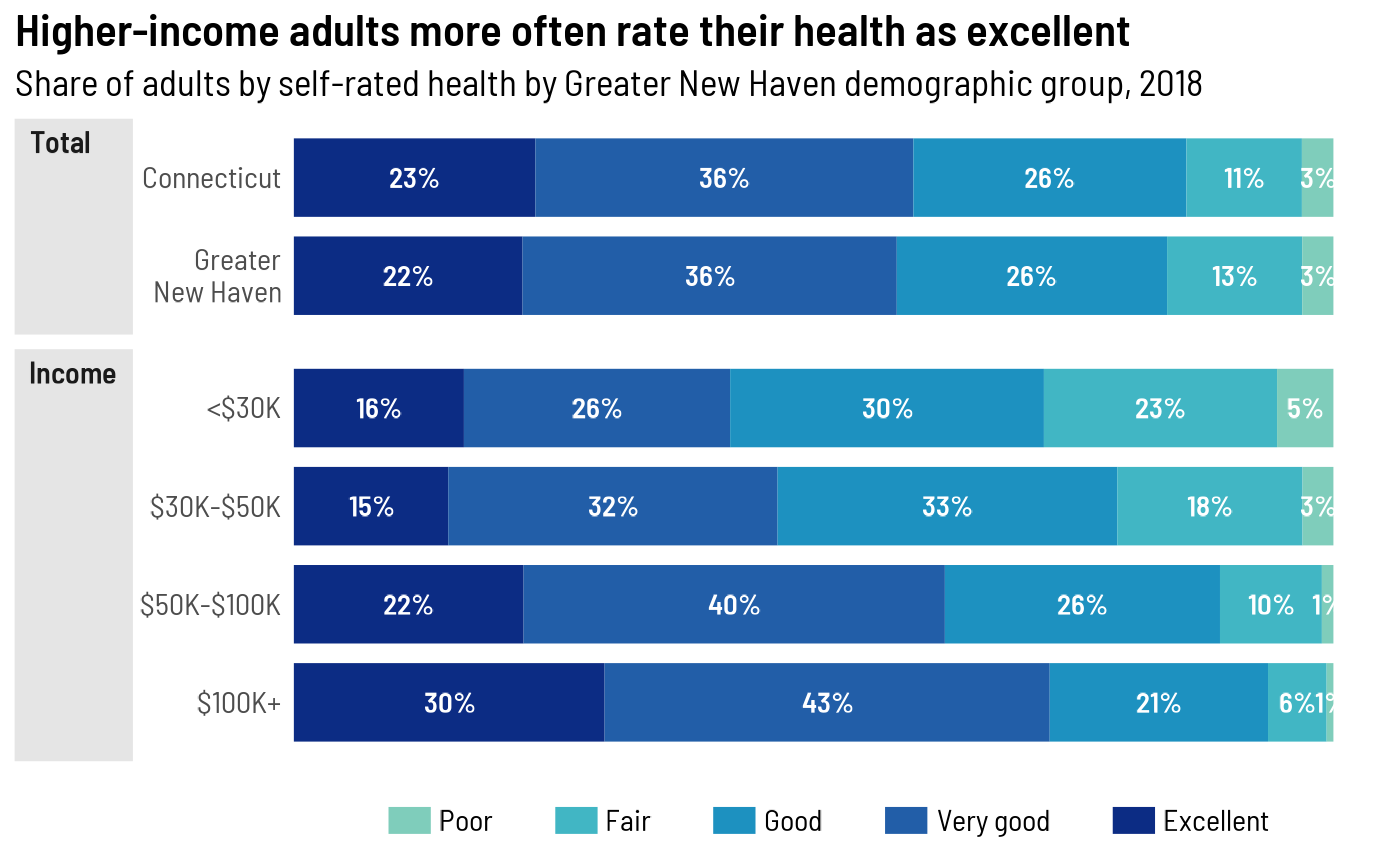 Higher-income adults more often rate their health as excellent
Share of adults by self-rated health by Greater New Haven demographic group, 2018
Total
Connecticut 23% 36% 26% 11% 3%
Greater
New Haven 22% 36% 26% 13% 3%
Income
<$30K 16% 26% 30% 23% 5%
$30K-$50K 15% 32% 33% 18% 3%
$50K-$100K 22% 40% 26% 10% 1%
$100K+ 30% 43% 21% 6% 1%
Poor Fair Good Very good Excellent